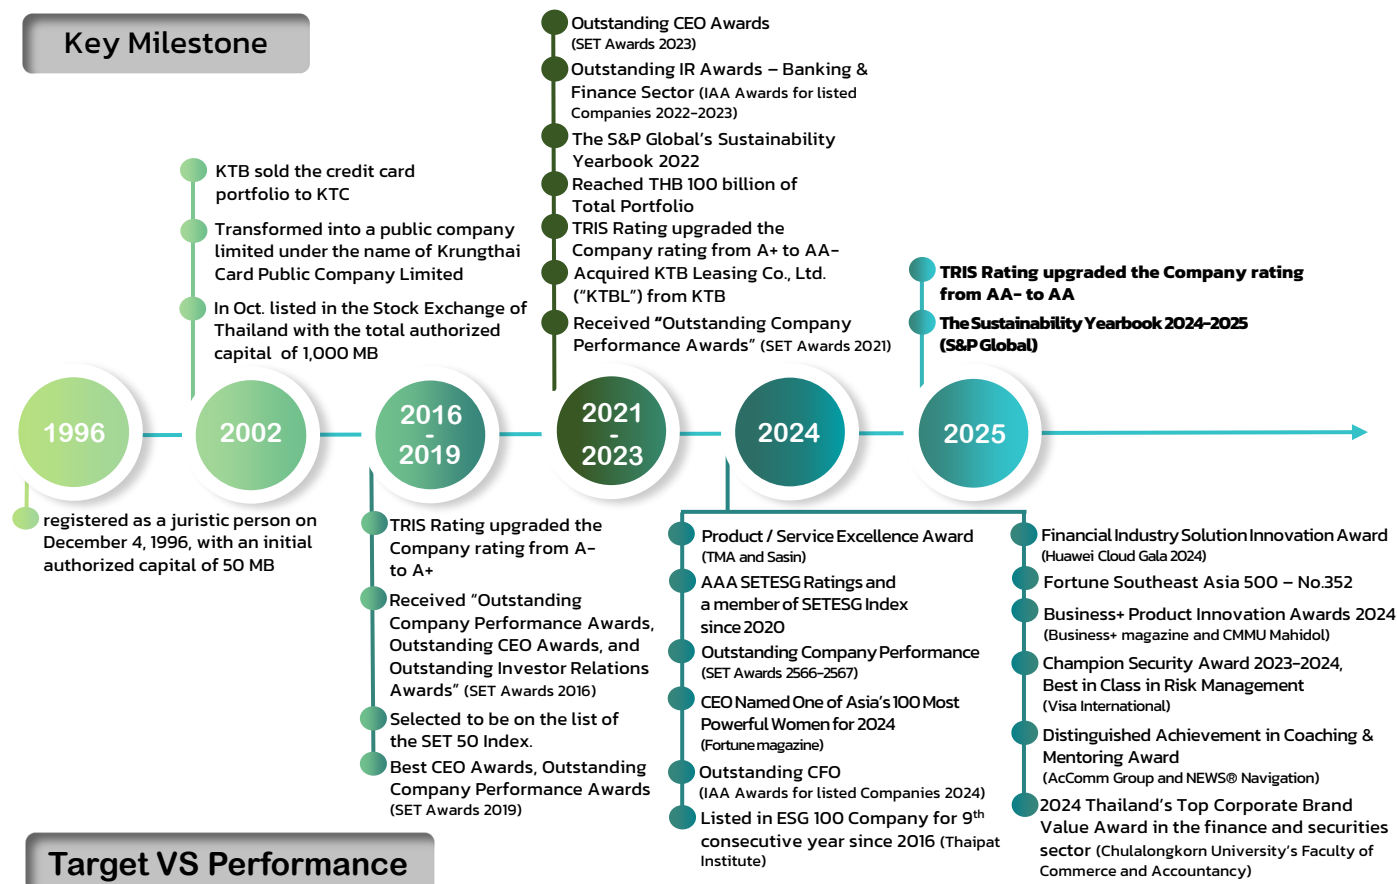 Key Milestone
Outstanding CEO Awards
(SET Awards 2023)
Outstanding IR Awards – Banking &
Finance Sector (IAA Awards for listed
Companies 2022-2023)
The S&P Global's Sustainability
Yearbook 2022
Reached THB 100 billion of
Total Portfolio
TRIS Rating upgraded the
Company rating from A+ to AA-
Acquired KTB Leasing Co., Ltd.
("KTBL") from KTB
Received "Outstanding Company
Performance Awards" (SET Awards 2021)
KTB sold the credit card
portfolio to KTC
Transformed into a public company
limited under the name of Krungthai
Card Public Company Limited
In Oct. listed in the Stock Exchange of
Thailand with the total authorized
capital of 1,000 MB
TRIS Rating upgraded the Company rating
from AA- to AA
The Sustainability Yearbook 2024-2025
(S&P Global)
1996
2002
2016
-
2019
2021
-
2023
2024
2025
registered as a juristic person on
December 4, 1996, with an initial
authorized capital of 50 MB
TRIS Rating upgraded the
Company rating from A-
to A+
Received "Outstanding
Company Performance Awards,
Outstanding CEO Awards, and
Outstanding Investor Relations
Awards" (SET Awards 2016)
Selected to be on the list of
the SET 50 Index.
Best CEO Awards, Outstanding
Company Performance Awards
(SET Awards 2019)
Product / Service Excellence Award
(TMA and Sasin)
AAA SETESG Ratings and
a member of SETESG Index
since 2020
Outstanding Company Performance
(SET Awards 2566-2567)
CEO Named One of Asia's 100 Most
Powerful Women for 2024
(Fortune magazine)
Outstanding CFO
(IAA Awards for listed Companies 2024)
Listed in ESG 100 Company for 9th
consecutive year since 2016 (Thaipat
Institute)
Financial Industry Solution Innovation Award
(Huawei Cloud Gala 2024)
Fortune Southeast Asia 500 – No.352
Business+ Product Innovation Awards 2024
(Business+ magazine and CMMU Mahidol)
Champion Security Award 2023-2024,
Best in Class in Risk Management
(Visa International)
Distinguished Achievement in Coaching &
Mentoring Award
(AcComm Group and NEWS® Navigation)
2024 Thailand's Top Corporate Brand
Value Award in the finance and securities
sector (Chulalongkorn University's Faculty of
Commerce and Accountancy)
Target VS Performance